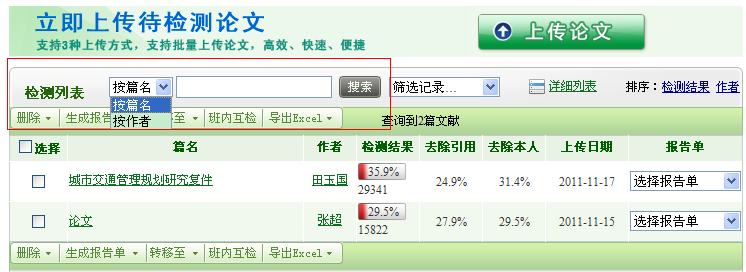 立即上传待检测论文
支持3种上传方式，支持批量上传论文，高效、快速、便捷
上传论文
检测列表 按篇名 搜索 筛选记录... 详细列表 排序：检测结果 作者
按篇名
按作者
删除 生成报告 移至 班内互检 导出Excel 查询到2篇文献
选择 篇名 作者 检测结果 去除引用 去除本人 上传日期 报告单
城市交通管理规划研究复件 田玉国 35.9% 29341 24.9% 31.4% 2011-11-17 选择报告单
论文 张超 29.5% 15822 27.9% 29.5% 2011-11-15 选择报告单
删除 生成报告单 转移至 班内互检 导出Excel